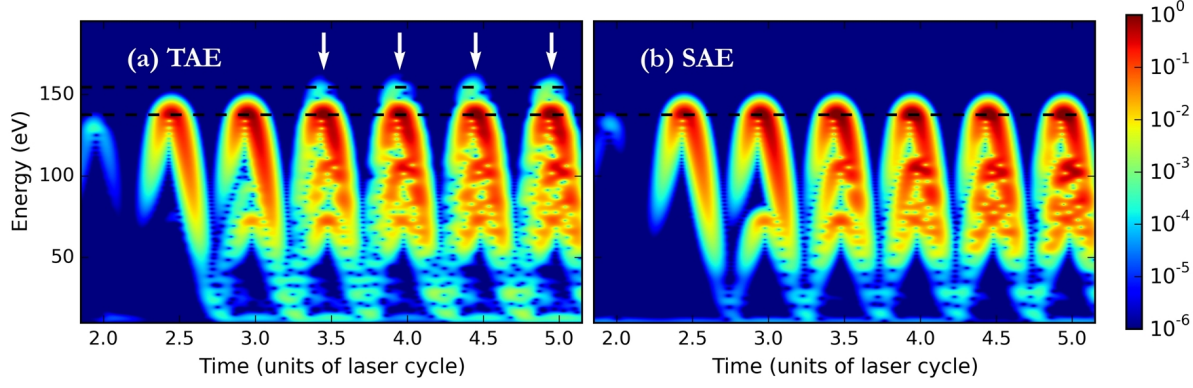 (a) TAE
(b) SAE
Energy (eV)
150
100
50
2.0 2.5 3.0 3.5 4.0 4.5 5.0
2.0 2.5 3.0 3.5 4.0 4.5 5.0
Time (units of laser cycle)
Time (units of laser cycle)
10⁰
10⁻¹
10⁻²
10⁻³
10⁻⁴
10⁻⁵
10⁻⁶